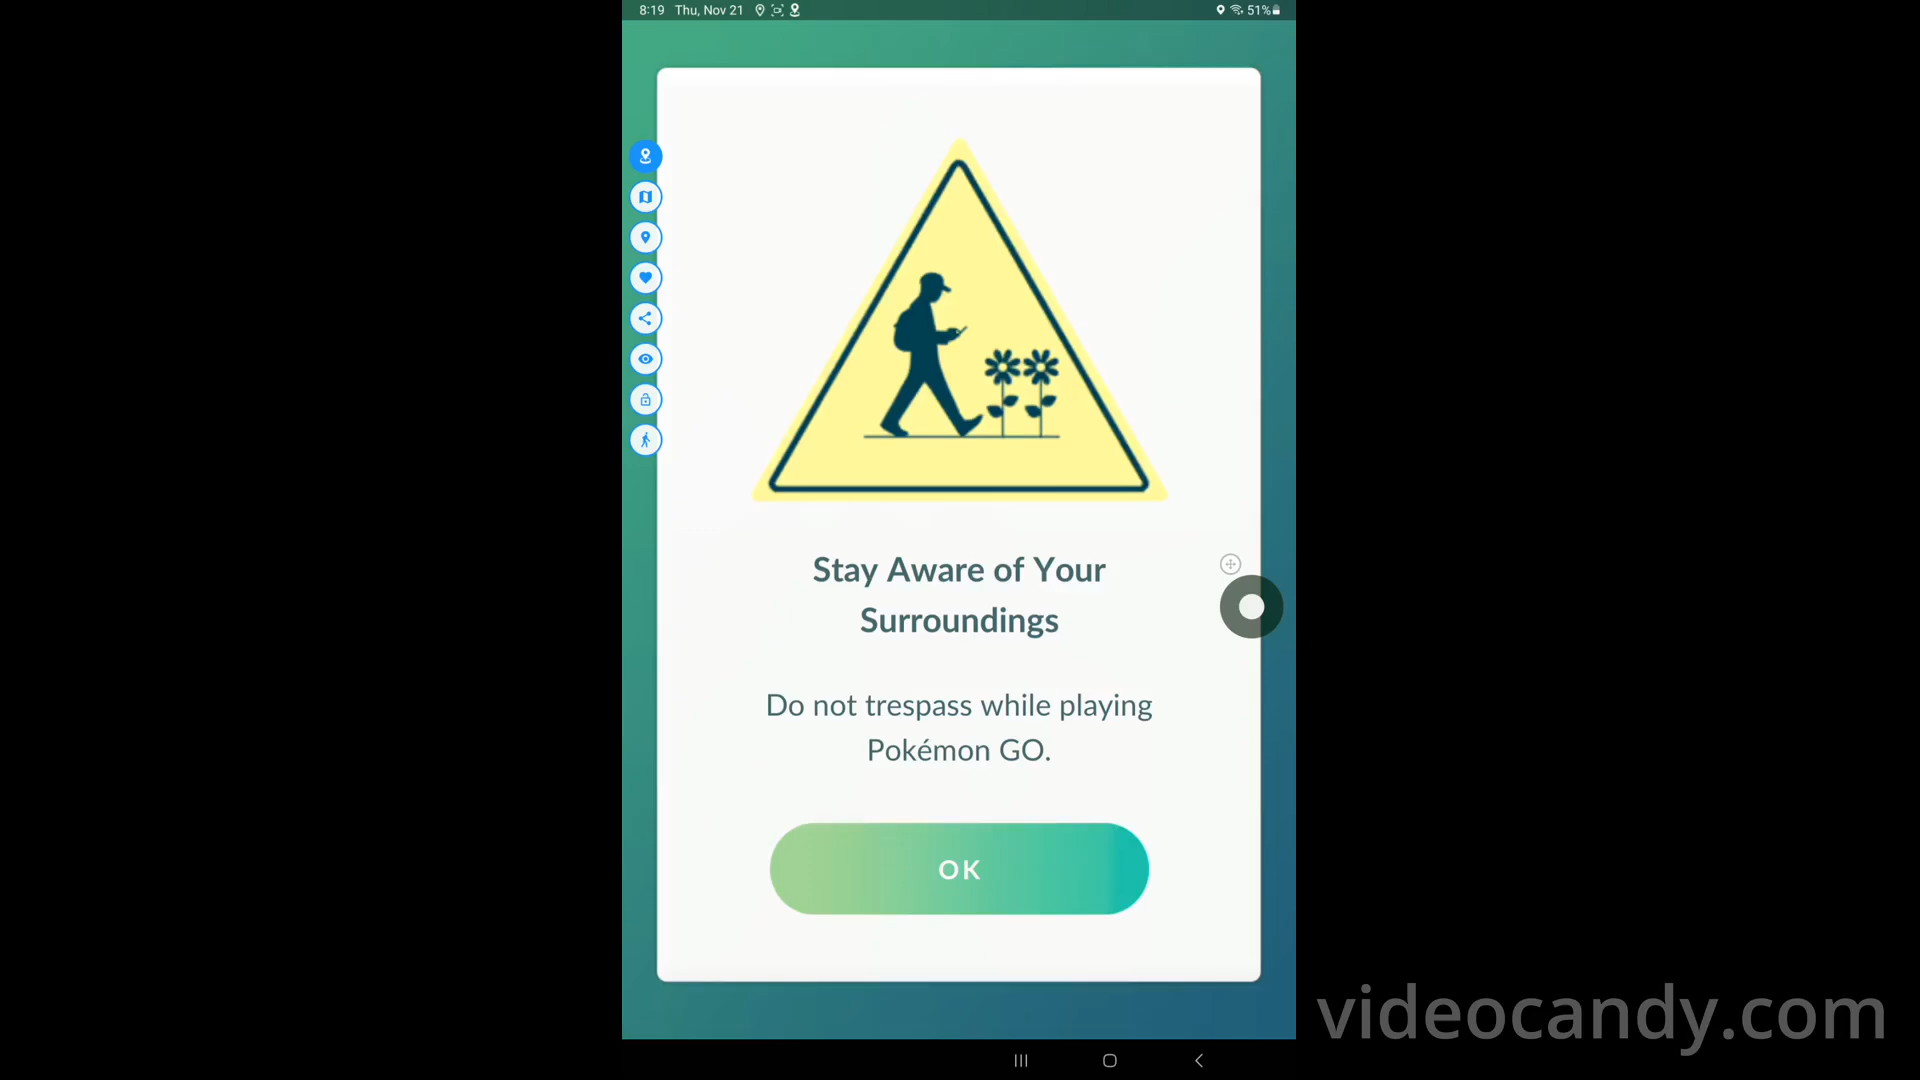 8:19 Thu, Nov 21
51%
Stay Aware of Your
Surroundings
Do not trespass while playing
Pokémon GO.
OK
videocandy.com